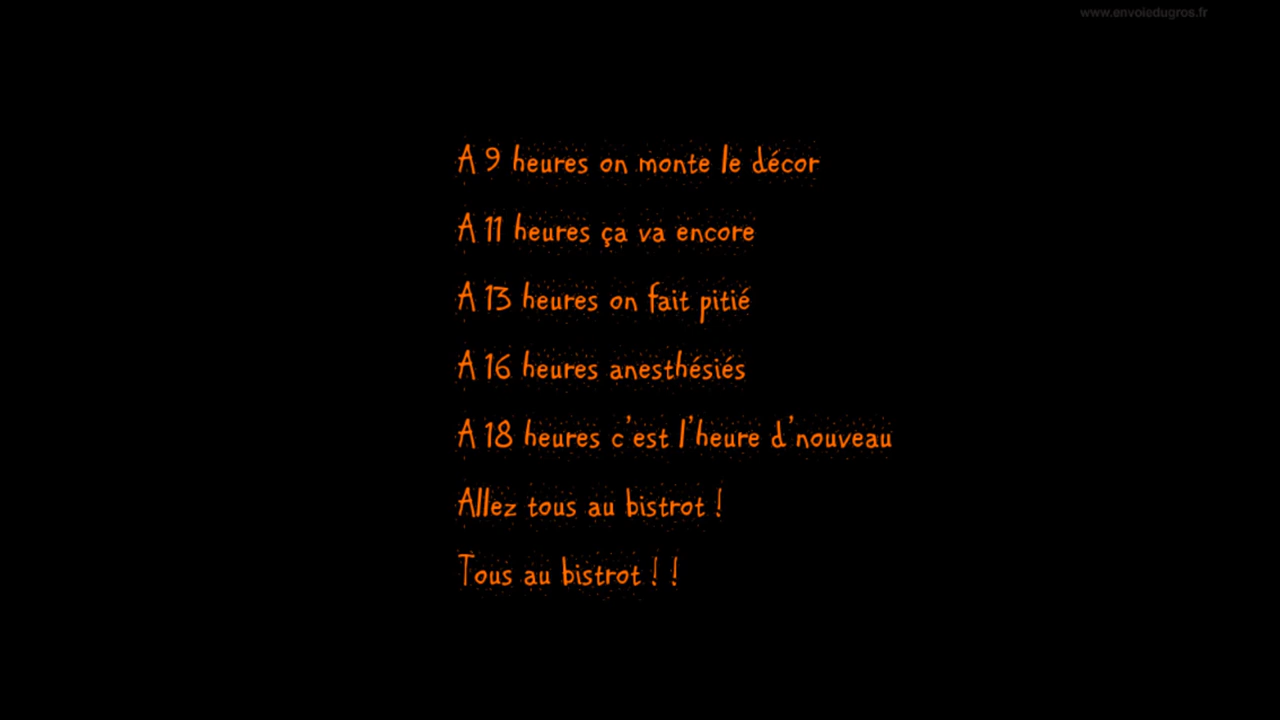 www.envoiedugros.fr
A 9 heures on monte le décor
A 11 heures ça va encore
A 13 heures on fait pitié
A 16 heures anesthésiés
A 18 heures c'est l'heure d'nouveau
Allez tous au bistrot !
Tous au bistrot ! !